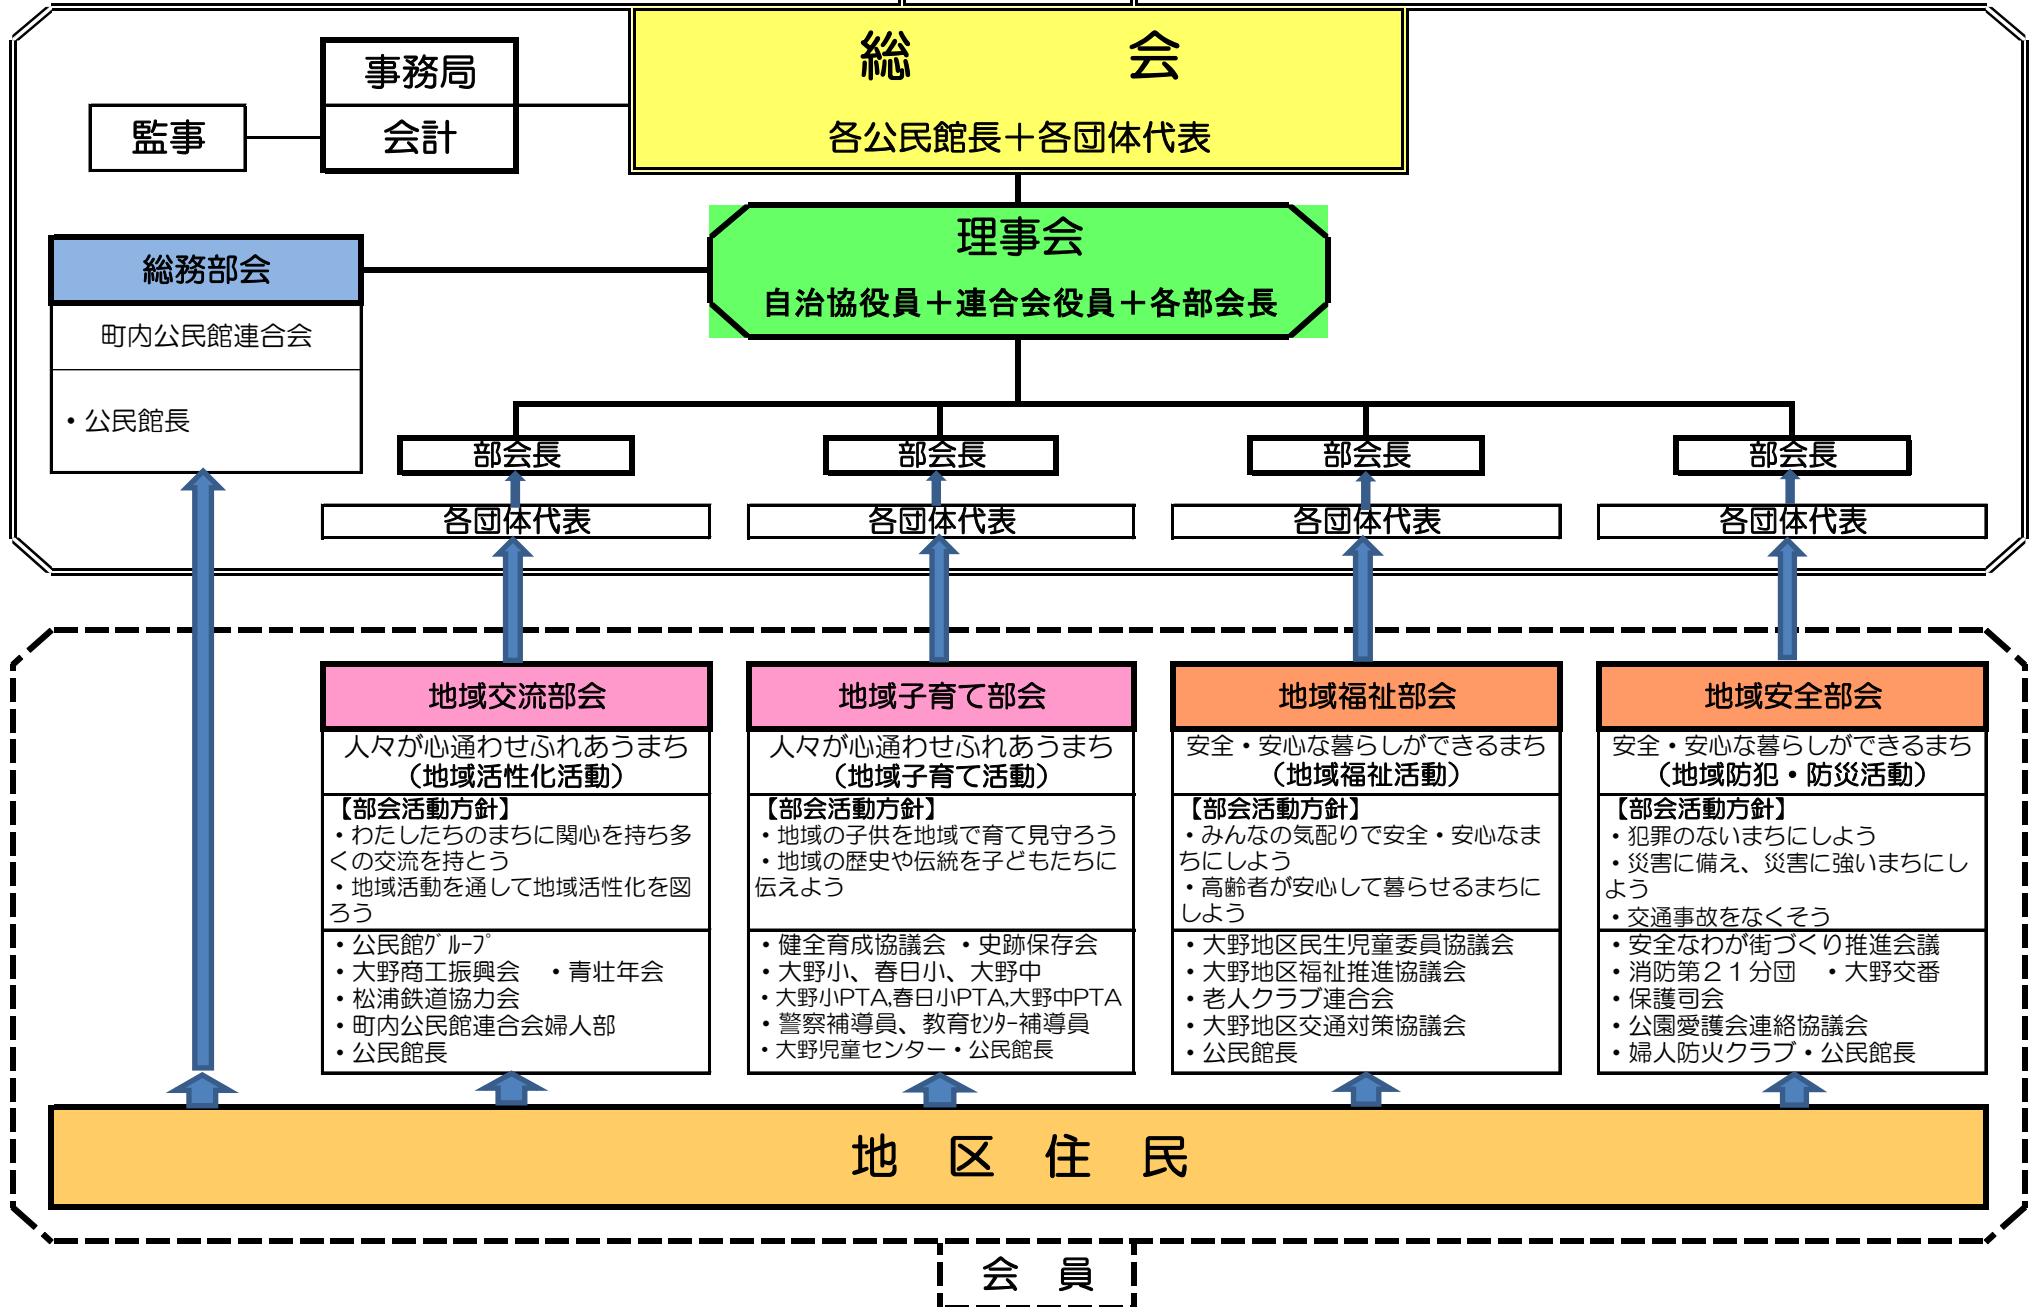 総　会
各公民館長＋各団体代表
事務局
会計
監事
理事会
自治協役員＋連合会役員＋各部会長
総務部会
町内公民館連合会
・公民館長
部会長
部会長
部会長
部会長
各団体代表
各団体代表
各団体代表
各団体代表
地域交流部会
人々が心通わせふれあうまち
（地域活性化活動）
【部会活動方針】
・わたしたちのまちに関心を持ち多
くの交流を持とう
・地域活動を通して地域活性化を図
ろう
・公民館ｸﾞﾙｰﾌﾟ
・大野商工振興会　・青壮年会
・松浦鉄道協力会
・町内公民館連合会婦人部
・公民館長
地域子育て部会
人々が心通わせふれあうまち
（地域子育て活動）
【部会活動方針】
・地域の子供を地域で育て見守ろう
・地域の歴史や伝統を子どもたちに
伝えよう
・健全育成協議会 ・史跡保存会
・大野小、春日小、大野中
・大野小PTA,春日小PTA,大野中PTA
・警察補導員、教育ｾﾝﾀｰ補導員
・大野児童センター・公民館長
地域福祉部会
安全・安心な暮らしができるまち
（地域福祉活動）
【部会活動方針】
・みんなの気配りで安全・安心なま
ちにしよう
・高齢者が安心して暮らせるまちに
しよう
・大野地区民生児童委員協議会
・大野地区福祉推進協議会
・老人クラブ連合会
・大野地区交通対策協議会
・公民館長
地域安全部会
安全・安心な暮らしができるまち
（地域防犯・防災活動）
【部会活動方針】
・犯罪のないまちにしよう
・災害に備え、災害に強いまちにし
よう
・交通事故をなくそう
・安全なわが街づくり推進会議
・消防第２１分団　・大野交番
・保護司会
・公園愛護会連絡協議会
・婦人防火クラブ・公民館長
地　区　住　民
会　員